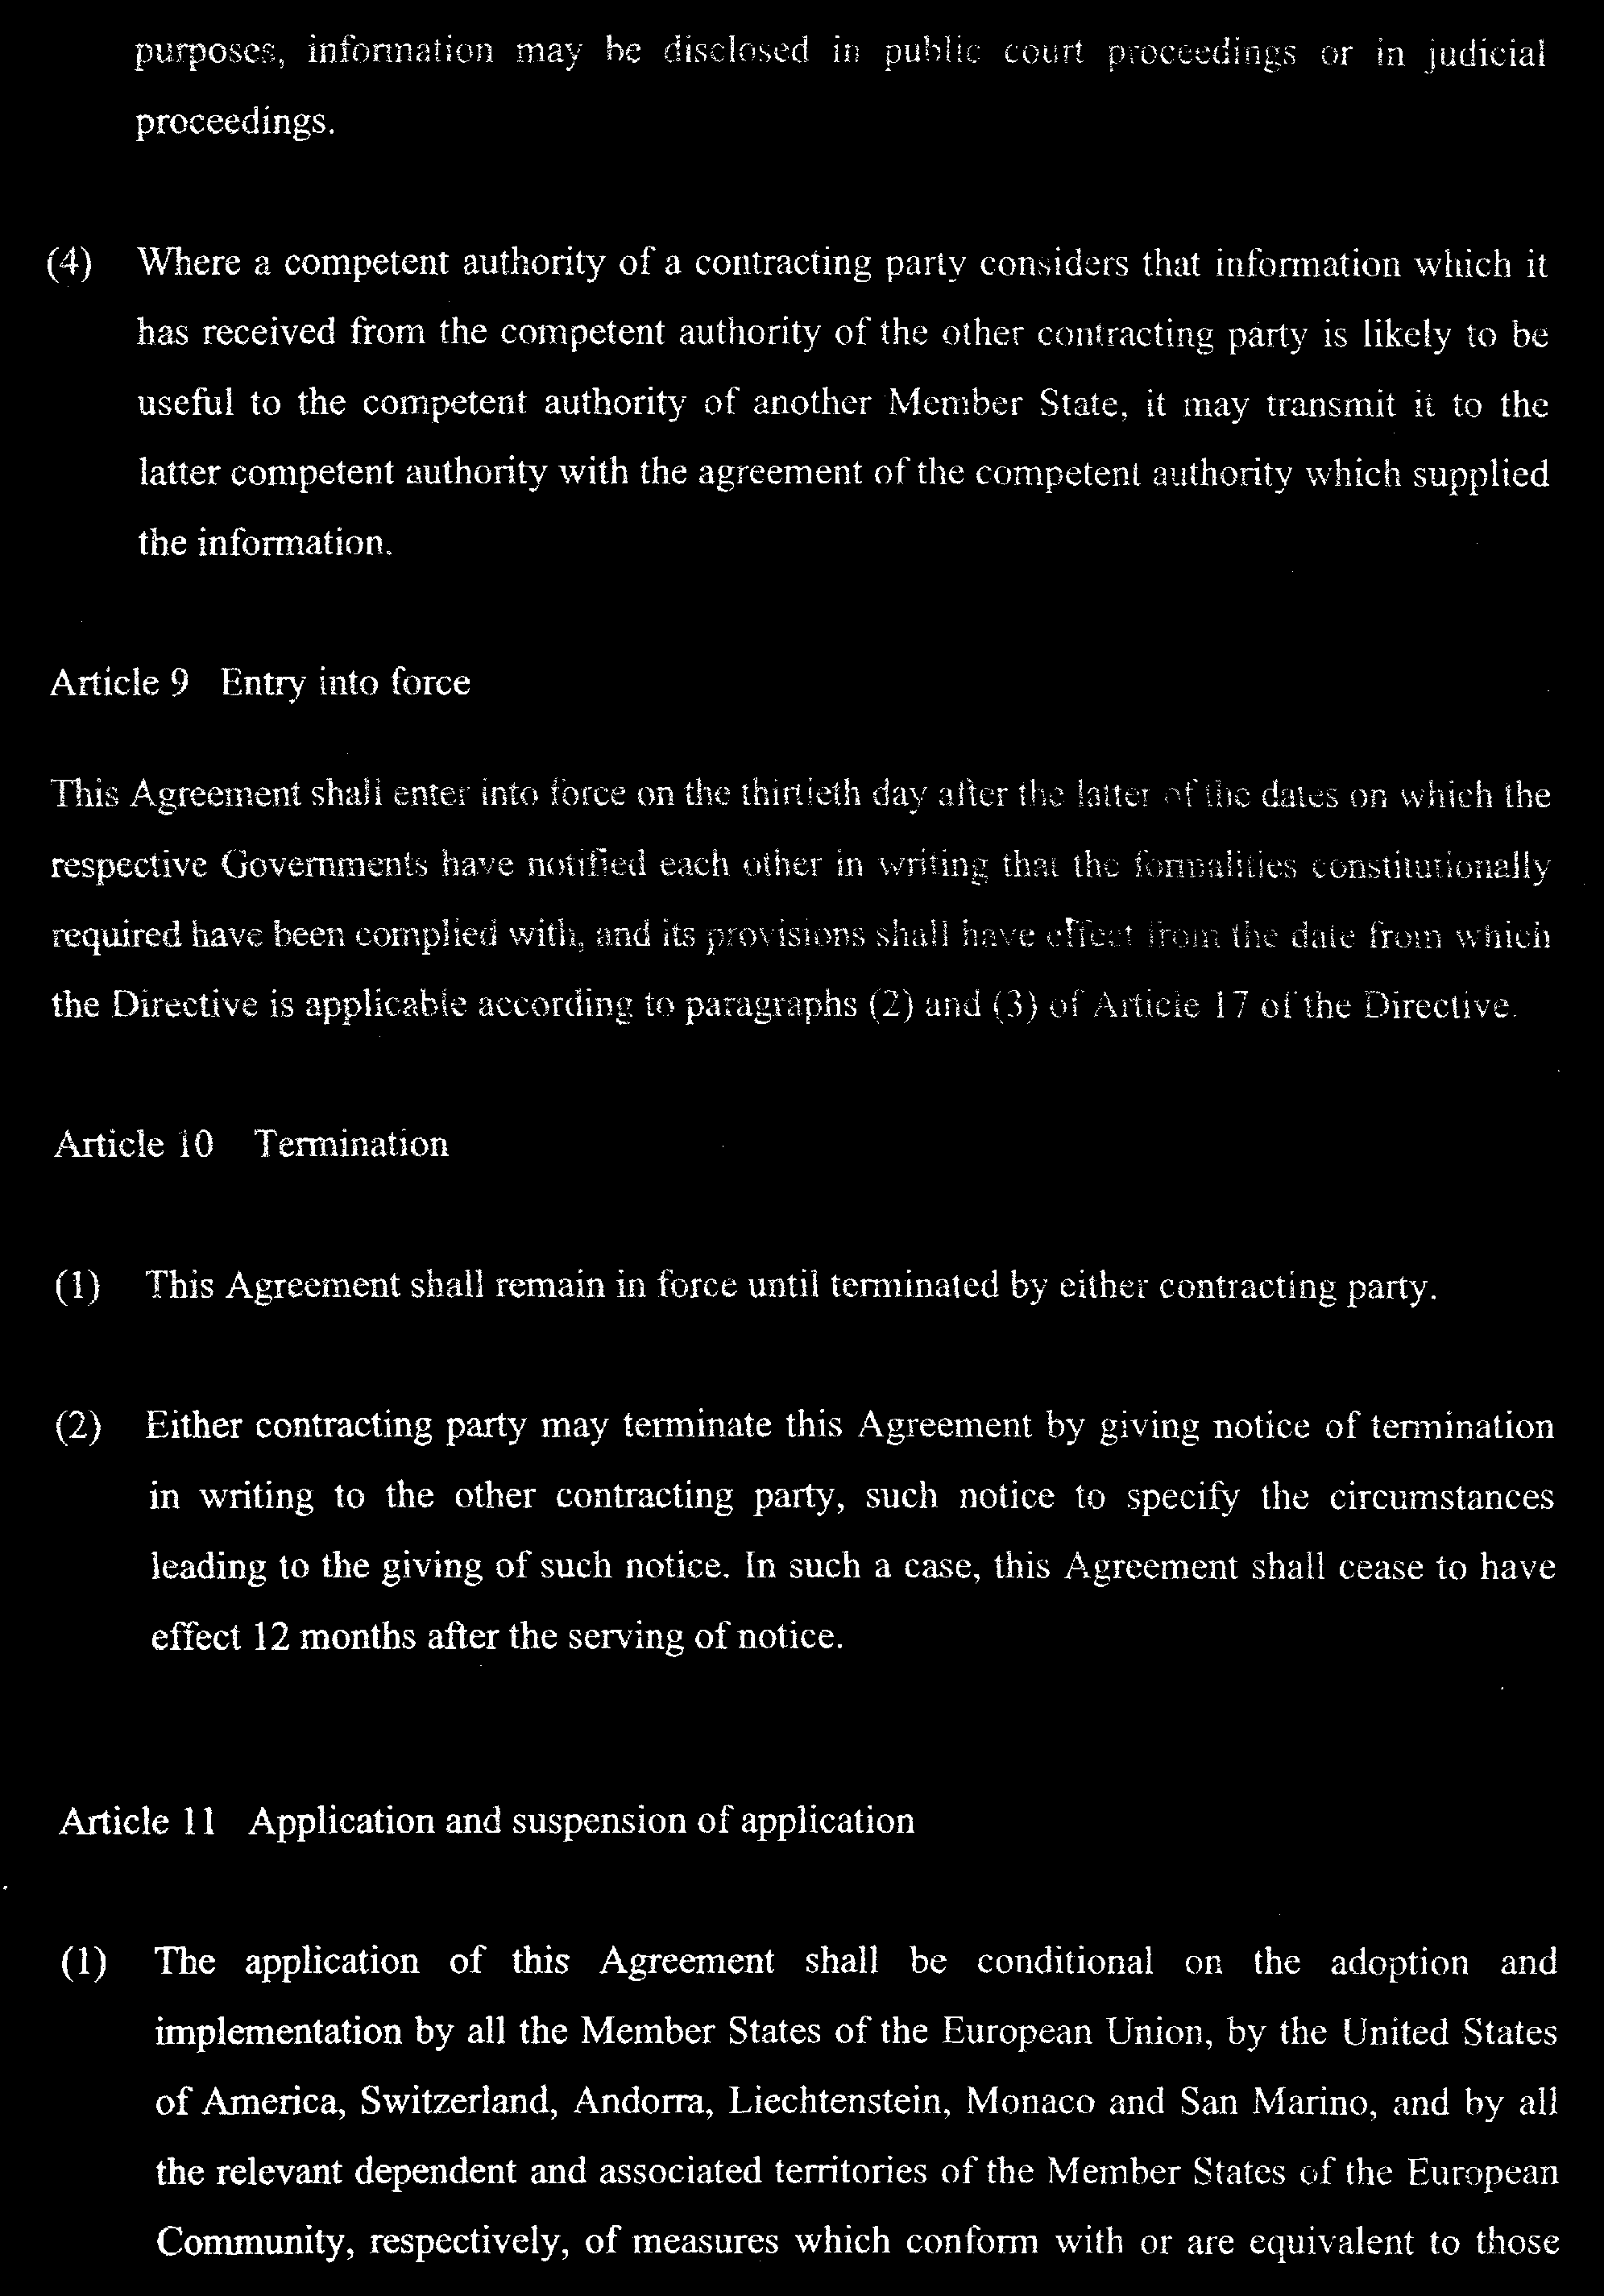 purposes, information may be disclosed in public court proceedings or in judicial
proceedings.
(4) Where a competent authority of a contracting party considers that information which it
has received from the competent authority of the other contracting party is likely to be
useful to the competent authority of another Member State, it may transmit it to the
latter competent authority with the agreement of the competent authority which supplied
the information.
Article 9 Entry into force
This Agreement shall enter into force on the thirtieth day after the latter of the dates on which the
respective Governments have notified each other in writing that the formalities constitutionally
required have been complied with, and its provisions shall have effect from the date from which
the Directive is applicable according to paragraphs (2) and (3) of Article 17 of the Directive.
Article 10 Termination
(1) This Agreement shall remain in force until terminated by either contracting party.
(2) Either contracting party may terminate this Agreement by giving notice of termination
in writing to the other contracting party, such notice to specify the circumstances
leading to the giving of such notice. In such a case, this Agreement shall cease to have
effect 12 months after the serving of notice.
Article 11 Application and suspension of application
(1) The application of this Agreement shall be conditional on the adoption and
implementation by all the Member States of the European Union, by the United States
of America, Switzerland, Andorra, Liechtenstein, Monaco and San Marino, and by all
the relevant dependent and associated territories of the Member States of the European
Community, respectively, of measures which conform with or are equivalent to those